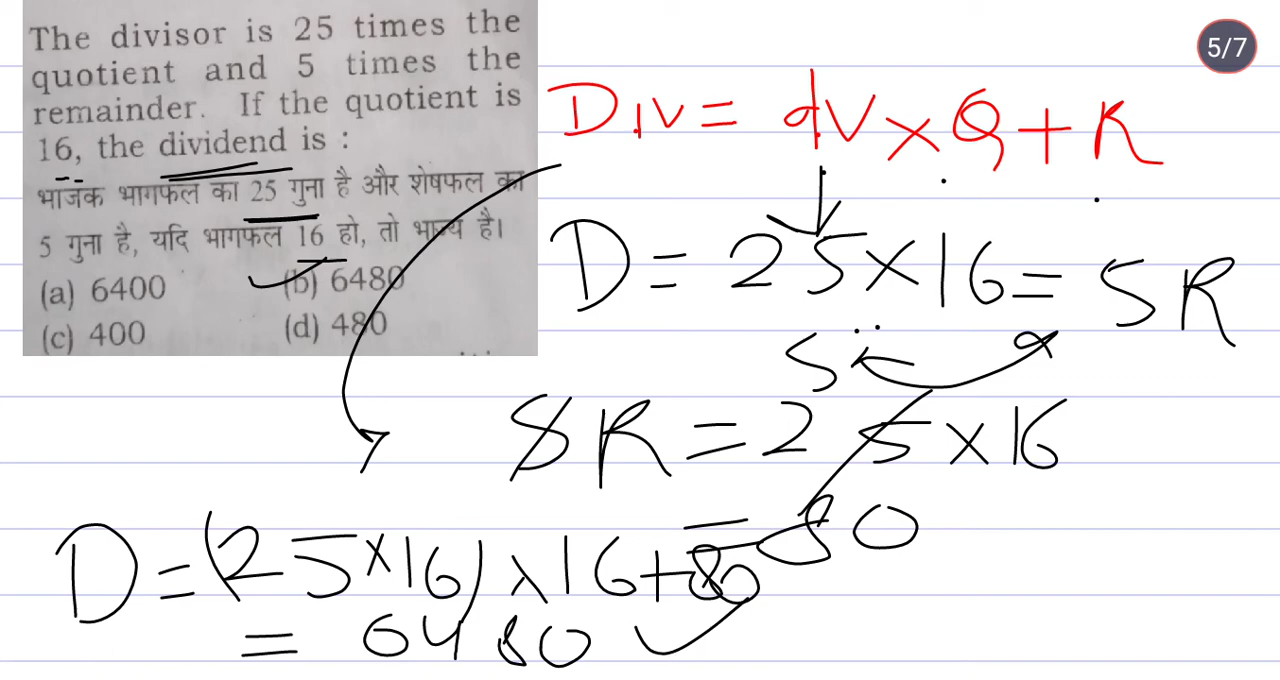 The divisor is 25 times the
quotient and 5 times the
remainder. If the quotient is
16, the dividend is :
भाजक भागफल का 25 गुना है और शेषफल का
5 गुना है, यदि भागफल 16 हो, तो भाज्य है।
(a) 6400 (b) 6480
(c) 400 (d) 480
5/7
Div = dv × Q + R
D = 25 × 16 = 5R
5
5R = 25 × 16
= 80
D = (25 × 16) × 16 + 80
= 6480